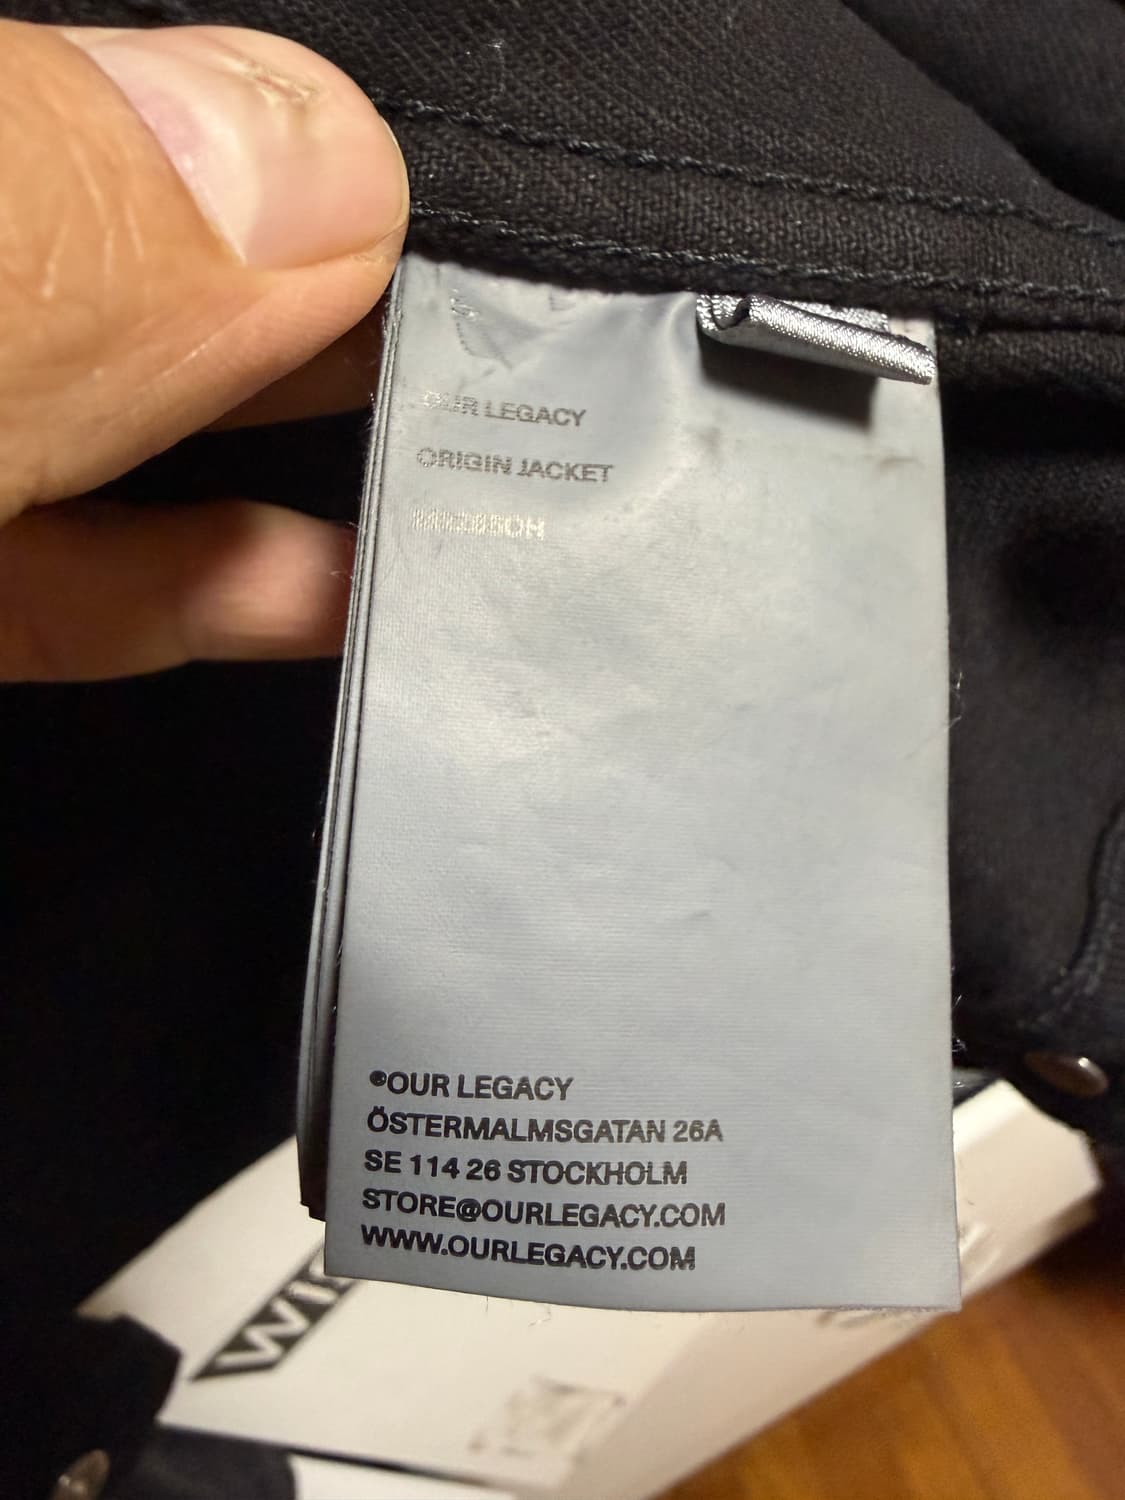 OUR LEGACY
ORIGIN JACKET
©OUR LEGACY
ÖSTERMALMSGATAN 26A
SE 114 26 STOCKHOLM
STORE@OURLEGACY.COM
WWW.OURLEGACY.COM